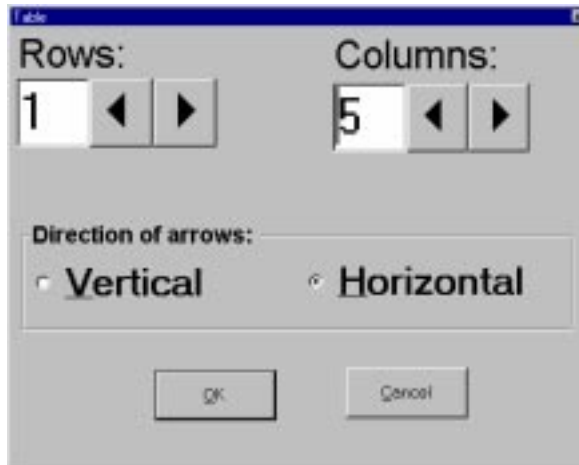 Table
Rows: Columns:
1 5
Direction of arrows:
Vertical Horizontal
OK Cancel